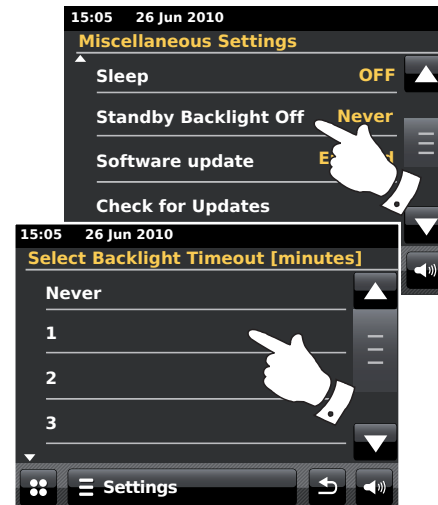 15:05 26 Jun 2010
Miscellaneous Settings
Sleep OFF
Standby Backlight Off Never
Software update
Check for Updates
15:05 26 Jun 2010
Select Backlight Timeout [minutes]
Never
1
2
3
Settings